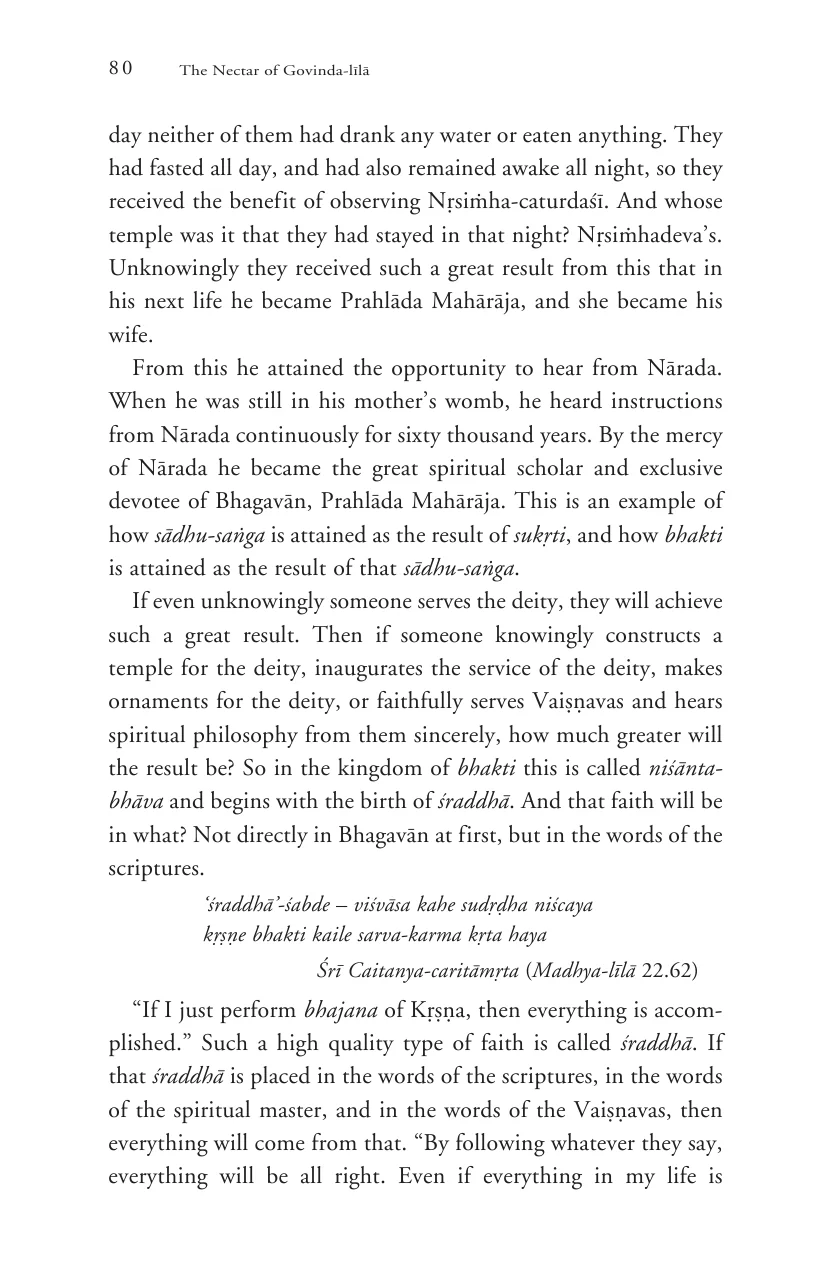 80 The Nectar of Govinda-līlā
day neither of them had drank any water or eaten anything. They
had fasted all day, and had also remained awake all night, so they
received the benefit of observing Nṛsiṁha-caturdaśī. And whose
temple was it that they had stayed in that night? Nṛsiṁhadeva’s.
Unknowingly they received such a great result from this that in
his next life he became Prahlāda Mahārāja, and she became his
wife.
From this he attained the opportunity to hear from Nārada.
When he was still in his mother’s womb, he heard instructions
from Nārada continuously for sixty thousand years. By the mercy
of Nārada he became the great spiritual scholar and exclusive
devotee of Bhagavān, Prahlāda Mahārāja. This is an example of
how sādhu-saṅga is attained as the result of sukṛti, and how bhakti
is attained as the result of that sādhu-saṅga.
If even unknowingly someone serves the deity, they will achieve
such a great result. Then if someone knowingly constructs a
temple for the deity, inaugurates the service of the deity, makes
ornaments for the deity, or faithfully serves Vaiṣṇavas and hears
spiritual philosophy from them sincerely, how much greater will
the result be? So in the kingdom of bhakti this is called niśānta-
bhāva and begins with the birth of śraddhā. And that faith will be
in what? Not directly in Bhagavān at first, but in the words of the
scriptures.
‘śraddhā’-śabde – viśvāsa kahe sudṛḍha niścaya
kṛṣṇe bhakti kaile sarva-karma kṛta haya
Śrī Caitanya-caritāmṛta (Madhya-līlā 22.62)
“If I just perform bhajana of Kṛṣṇa, then everything is accom-
plished.” Such a high quality type of faith is called śraddhā. If
that śraddhā is placed in the words of the scriptures, in the words
of the spiritual master, and in the words of the Vaiṣṇavas, then
everything will come from that. “By following whatever they say,
everything will be all right. Even if everything in my life is